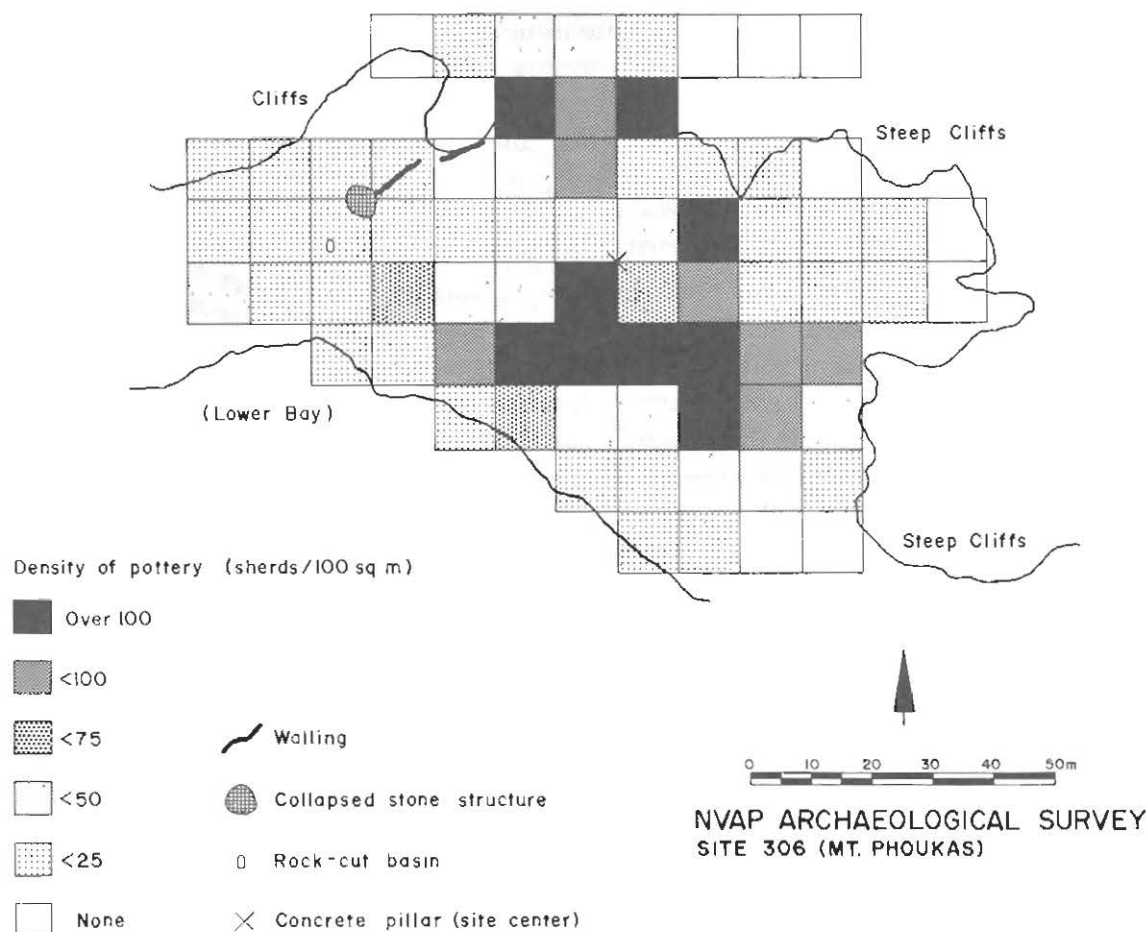 Cliffs
Steep Cliffs
(Lower Bay)
Steep Cliffs
Density of pottery (sherds/100 sq m)
Over 100
<100
<75
<50
<25
None
Walling
Collapsed stone structure
Rock-cut basin
Concrete pillar (site center)
0 10 20 30 40 50m
NVAP ARCHAEOLOGICAL SURVEY
SITE 306 (MT. PHOUKAS)